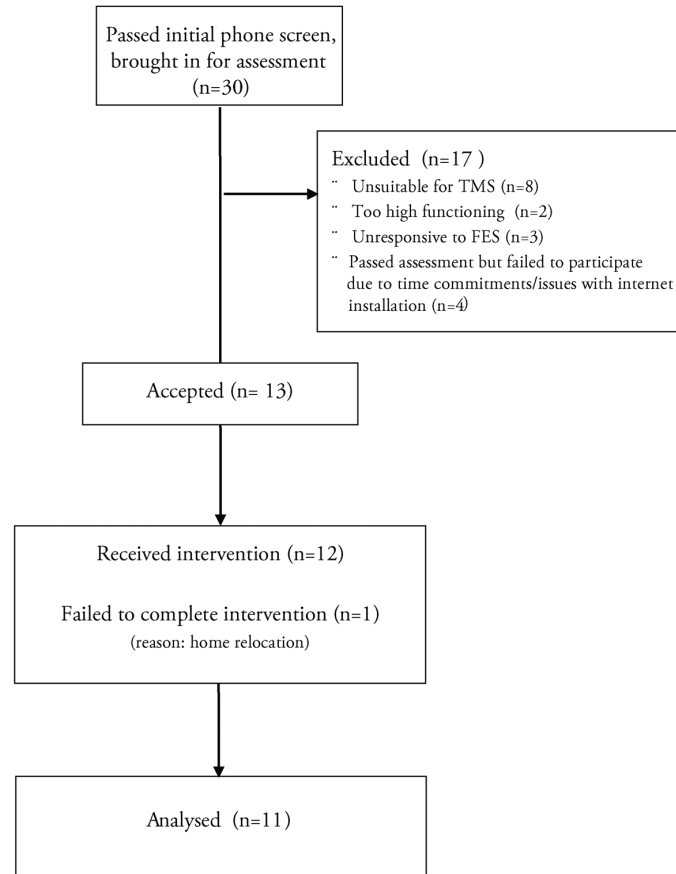 Passed initial phone screen,
brought in for assessment
(n=30)
Excluded (n=17 )
¨ Unsuitable for TMS (n=8)
¨ Too high functioning (n=2)
¨ Unresponsive to FES (n=3)
¨ Passed assessment but failed to participate
due to time commitments/issues with internet
installation (n=4)
Accepted (n= 13)
Received intervention (n=12)
Failed to complete intervention (n=1)
(reason: home relocation)
Analysed (n=11)